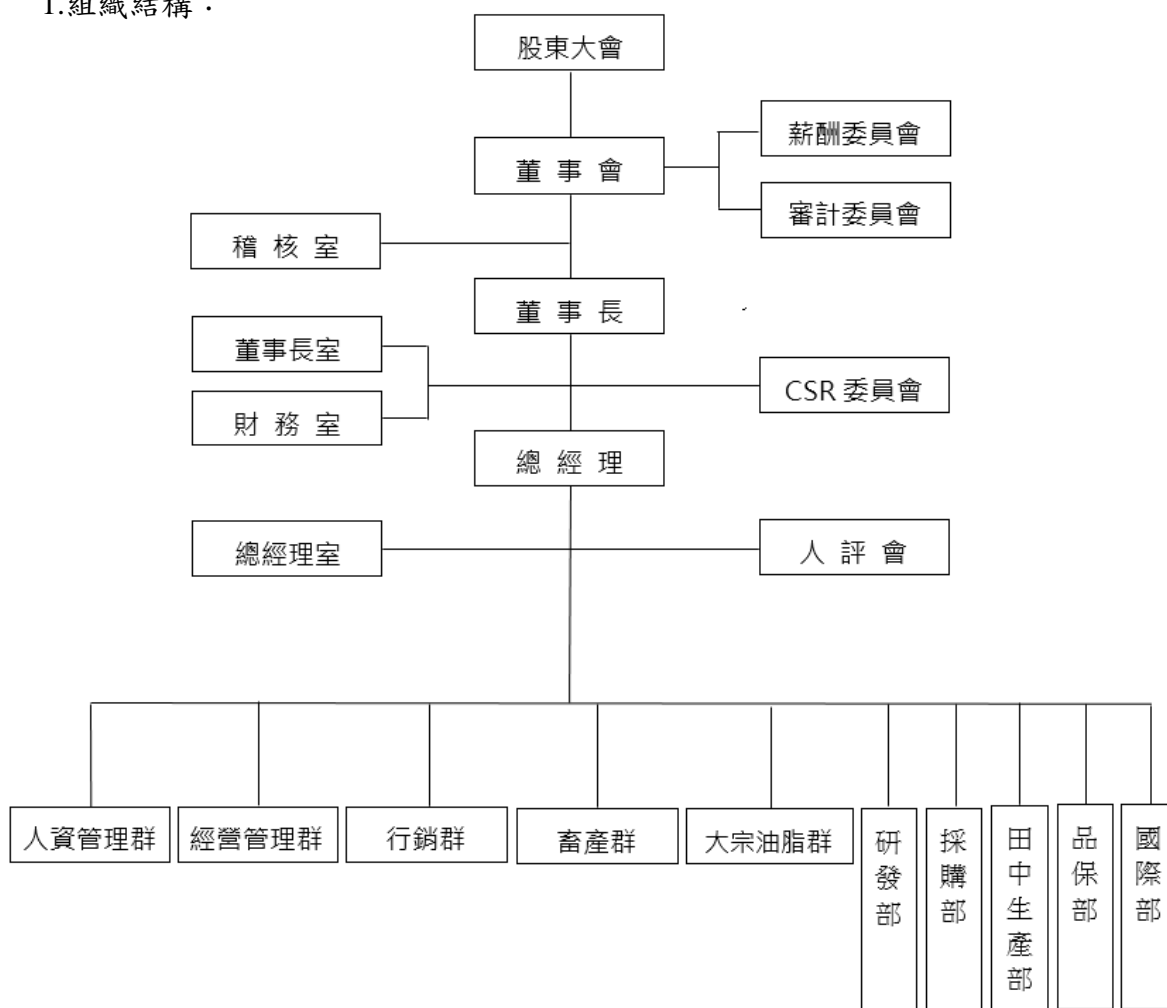 1.組織結構：
股東大會
薪酬委員會
董 事 會
審計委員會
稽 核 室
董 事 長
董事長室
CSR 委員會
財 務 室
總 經 理
總經理室
人 評 會
人資管理群
經營管理群
行銷群
畜產群
大宗油脂群
研發部
採購部
田中生產部
品保部
國際部